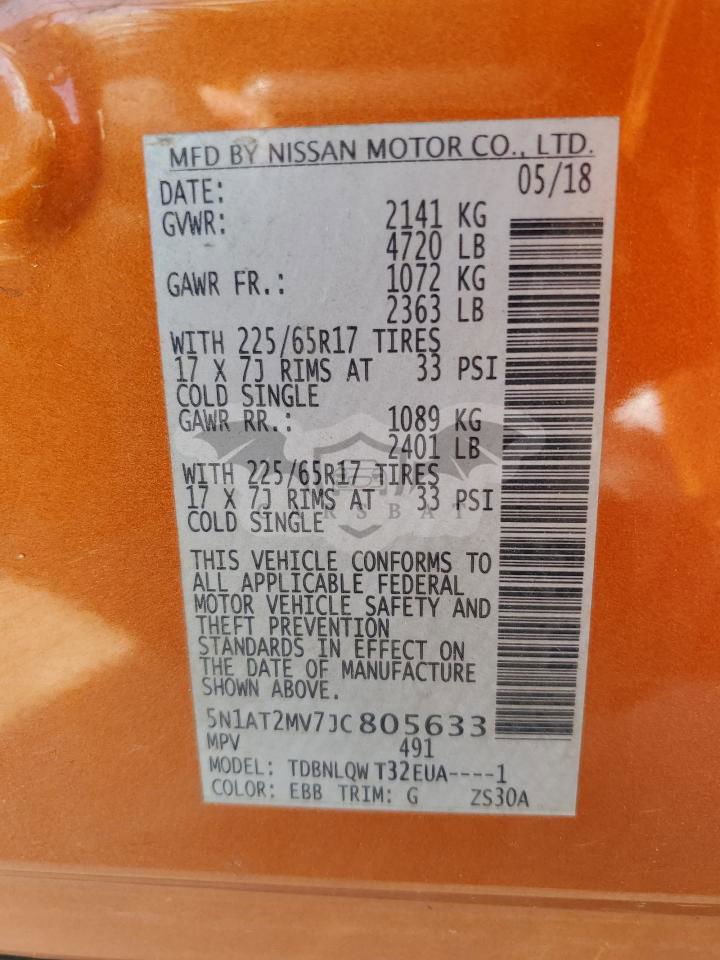 MFD BY NISSAN MOTOR CO., LTD.
DATE: 05/18
GVWR: 2141 KG
4720 LB
GAWR FR.: 1072 KG
2363 LB
WITH 225/65R17 TIRES
17 X 7J RIMS AT 33 PSI
COLD SINGLE
GAWR RR.: 1089 KG
2401 LB
WITH 225/65R17 TIRES
17 X 7J RIMS AT 33 PSI
COLD SINGLE
CARSBAT
THIS VEHICLE CONFORMS TO
ALL APPLICABLE FEDERAL
MOTOR VEHICLE SAFETY AND
THEFT PREVENTION
STANDARDS IN EFFECT ON
THE DATE OF MANUFACTURE
SHOWN ABOVE.
5N1AT2MV7JC805633
MPV 491
MODEL: TDBNLQW T32EUA----1
COLOR: EBB TRIM: G ZS30A